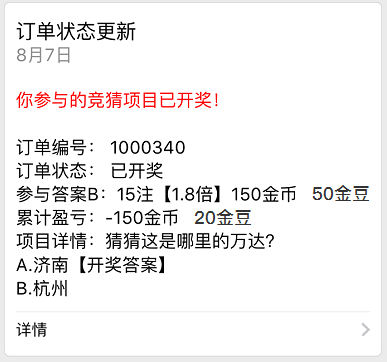 订单状态更新
8月7日
你参与的竞猜项目已开奖！
订单编号： 1000340
订单状态： 已开奖
参与答案B：15注【1.8倍】150金币 50金豆
累计盈亏：-150金币 20金豆
项目详情：猜猜这是哪里的万达?
A.济南【开奖答案】
B.杭州
详情